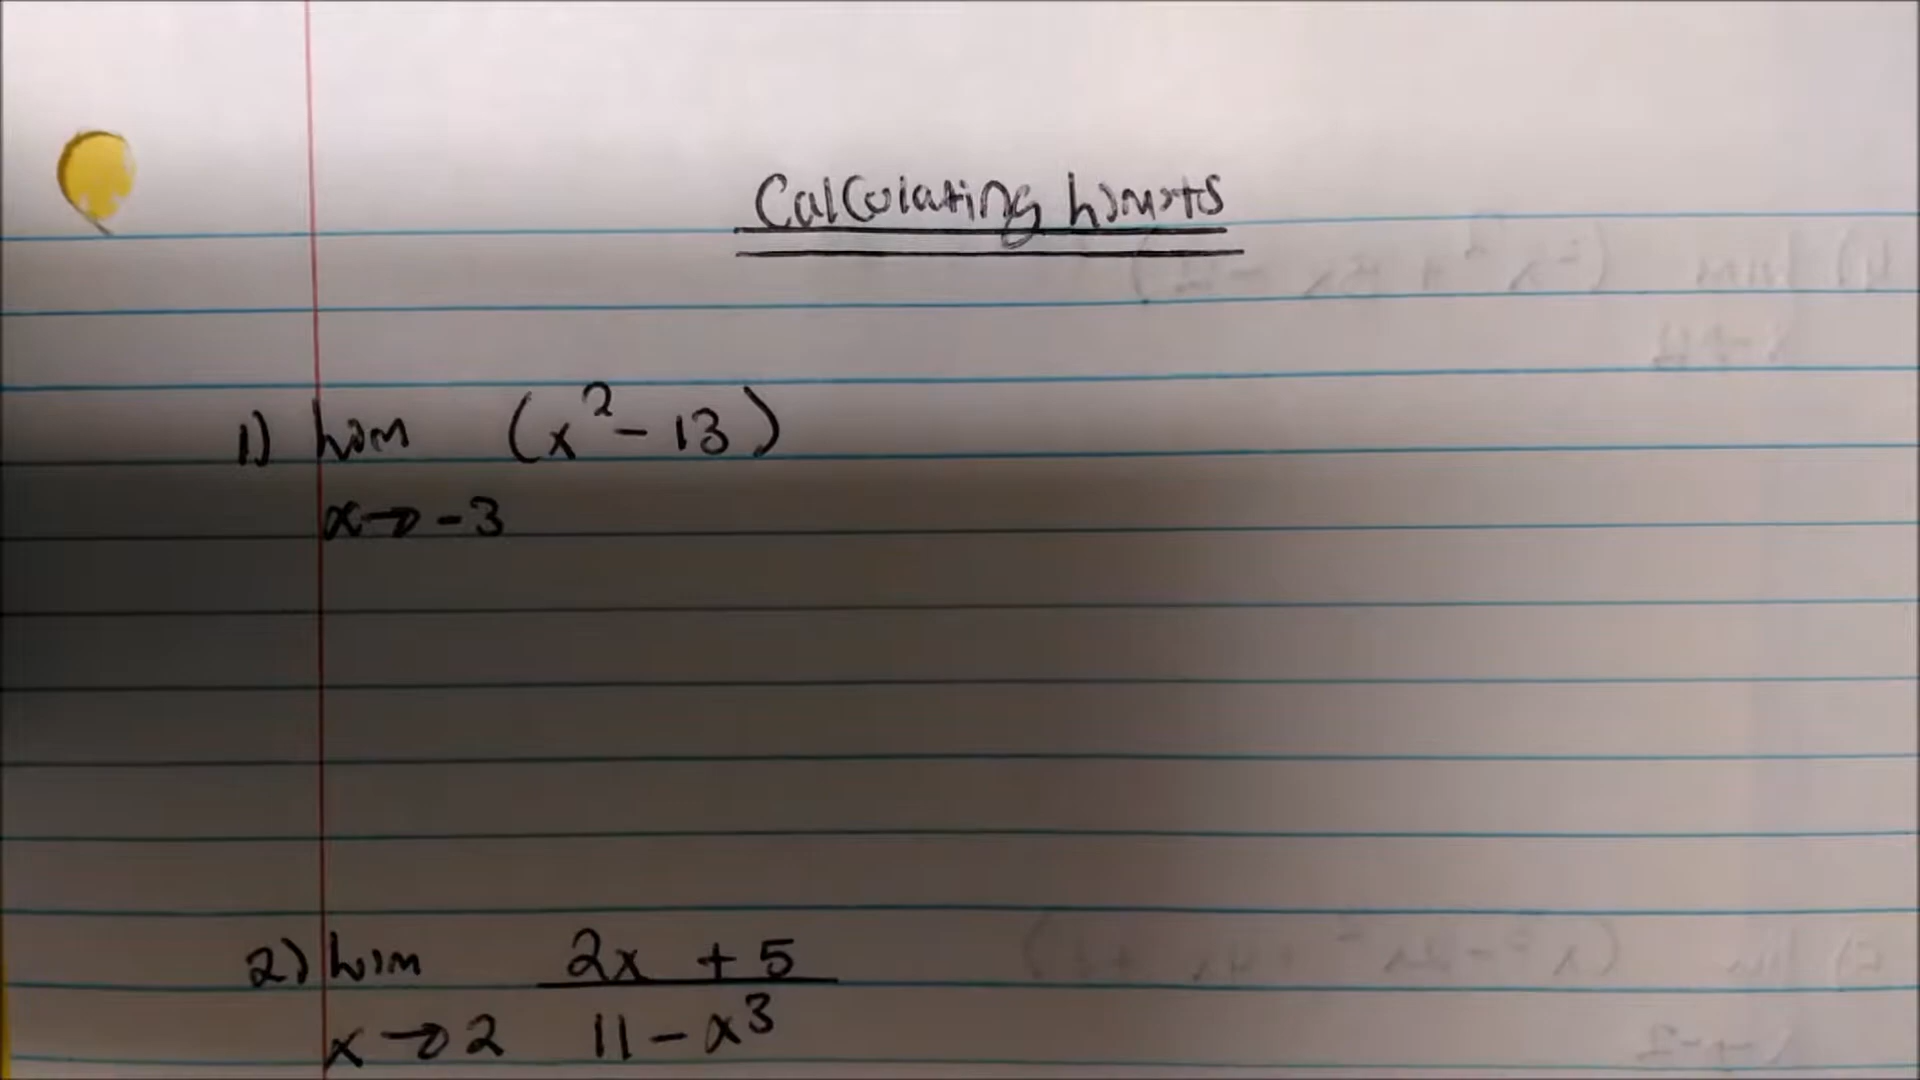 Calculating Limits
1) lim (x² - 13)
x → -3
2) lim 2x + 5
x → 2 11 - x³